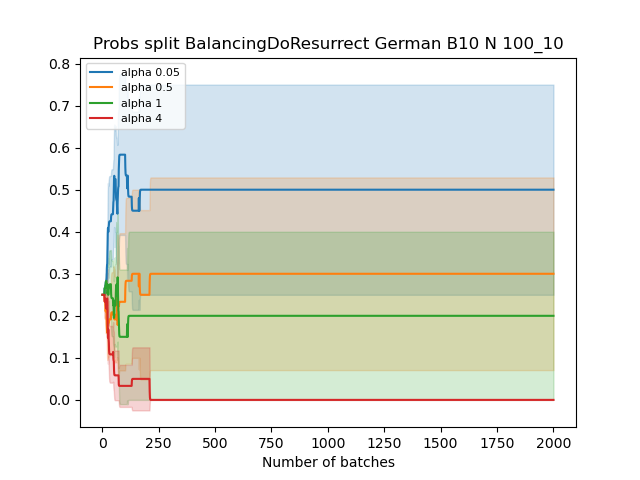 Probs split BalancingDoResurrect German B10 N 100_10
alpha 0.05
alpha 0.5
alpha 1
alpha 4
0.8
0.7
0.6
0.5
0.4
0.3
0.2
0.1
0.0
0 250 500 750 1000 1250 1500 1750 2000
Number of batches